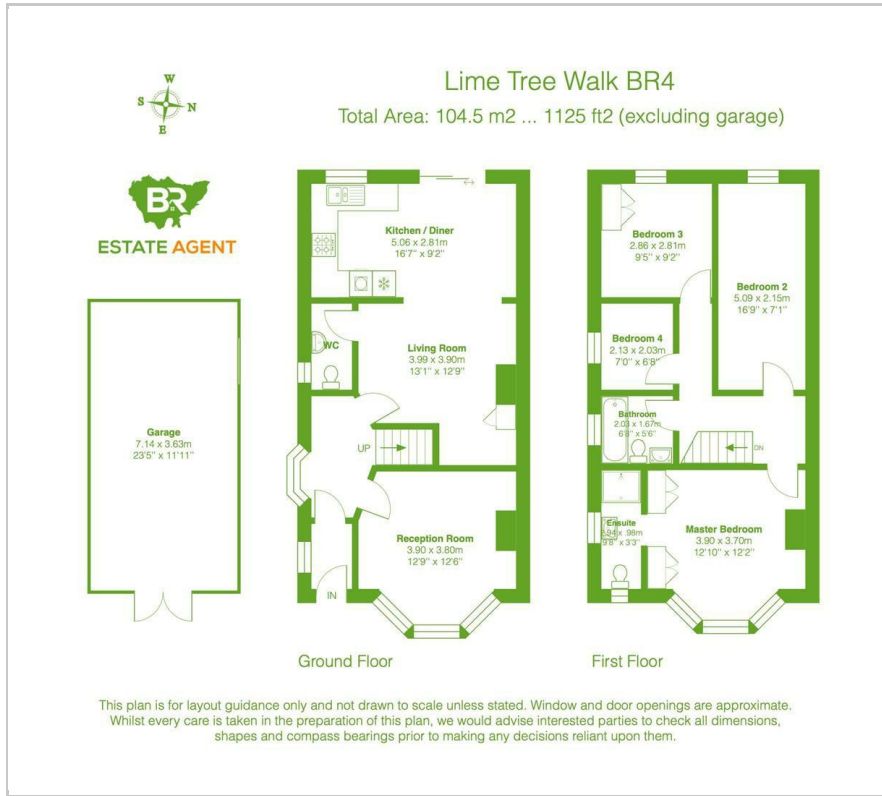 W
S N
E
Lime Tree Walk BR4
Total Area: 104.5 m2 ... 1125 ft2 (excluding garage)
BR
ESTATE AGENT
Garage
7.14 x 3.63m
23'5" x 11'11"
Kitchen / Diner
5.06 x 2.81m
16'7" x 9'2"
WC
Living Room
3.99 x 3.90m
13'1" x 12'9"
UP
Reception Room
3.90 x 3.80m
12'9" x 12'6"
IN
Ground Floor
Bedroom 3
2.86 x 2.81m
9'5" x 9'2"
Bedroom 2
5.09 x 2.15m
16'9" x 7'1"
Bedroom 4
2.13 x 2.03m
7'0" x 6'8"
Bathroom
2.03 x 1.67m
6'8" x 5'6"
DN
Ensuite
.94 x .98m
9'8" x 3'3"
Master Bedroom
3.90 x 3.70m
12'10" x 12'2"
First Floor
This plan is for layout guidance only and not drawn to scale unless stated. Window and door openings are approximate.
Whilst every care is taken in the preparation of this plan, we would advise interested parties to check all dimensions,
shapes and compass bearings prior to making any decisions reliant upon them.